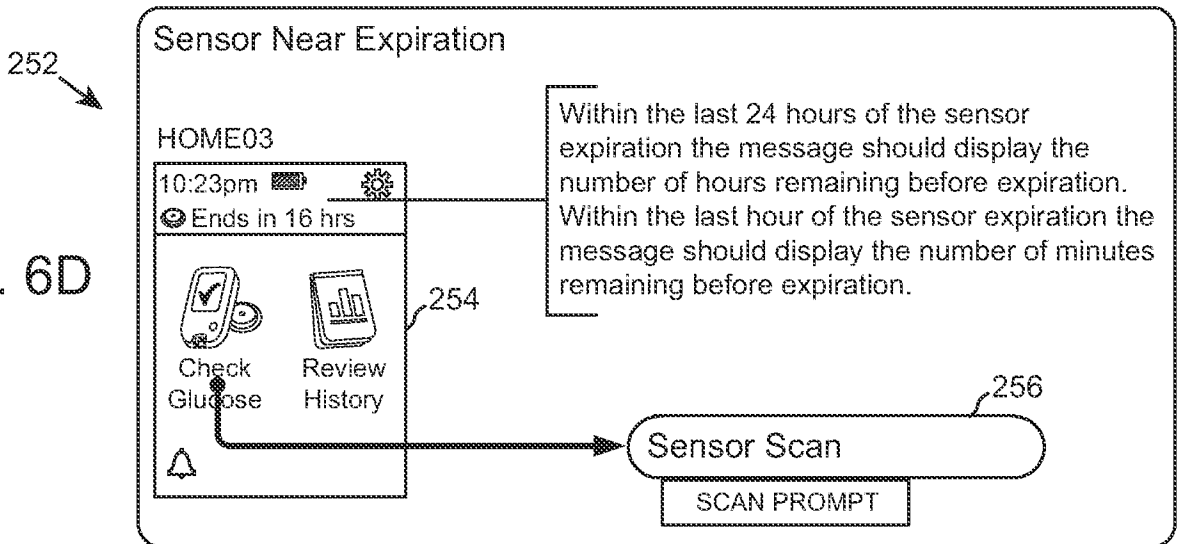 Sensor Near Expiration
252
HOME03
10:23pm
Ends in 16 hrs
Within the last 24 hours of the sensor
expiration the message should display the
number of hours remaining before expiration.
Within the last hour of the sensor expiration the
message should display the number of minutes
remaining before expiration.
. 6D
254
Check
Glucose
Review
History
256
Sensor Scan
SCAN PROMPT